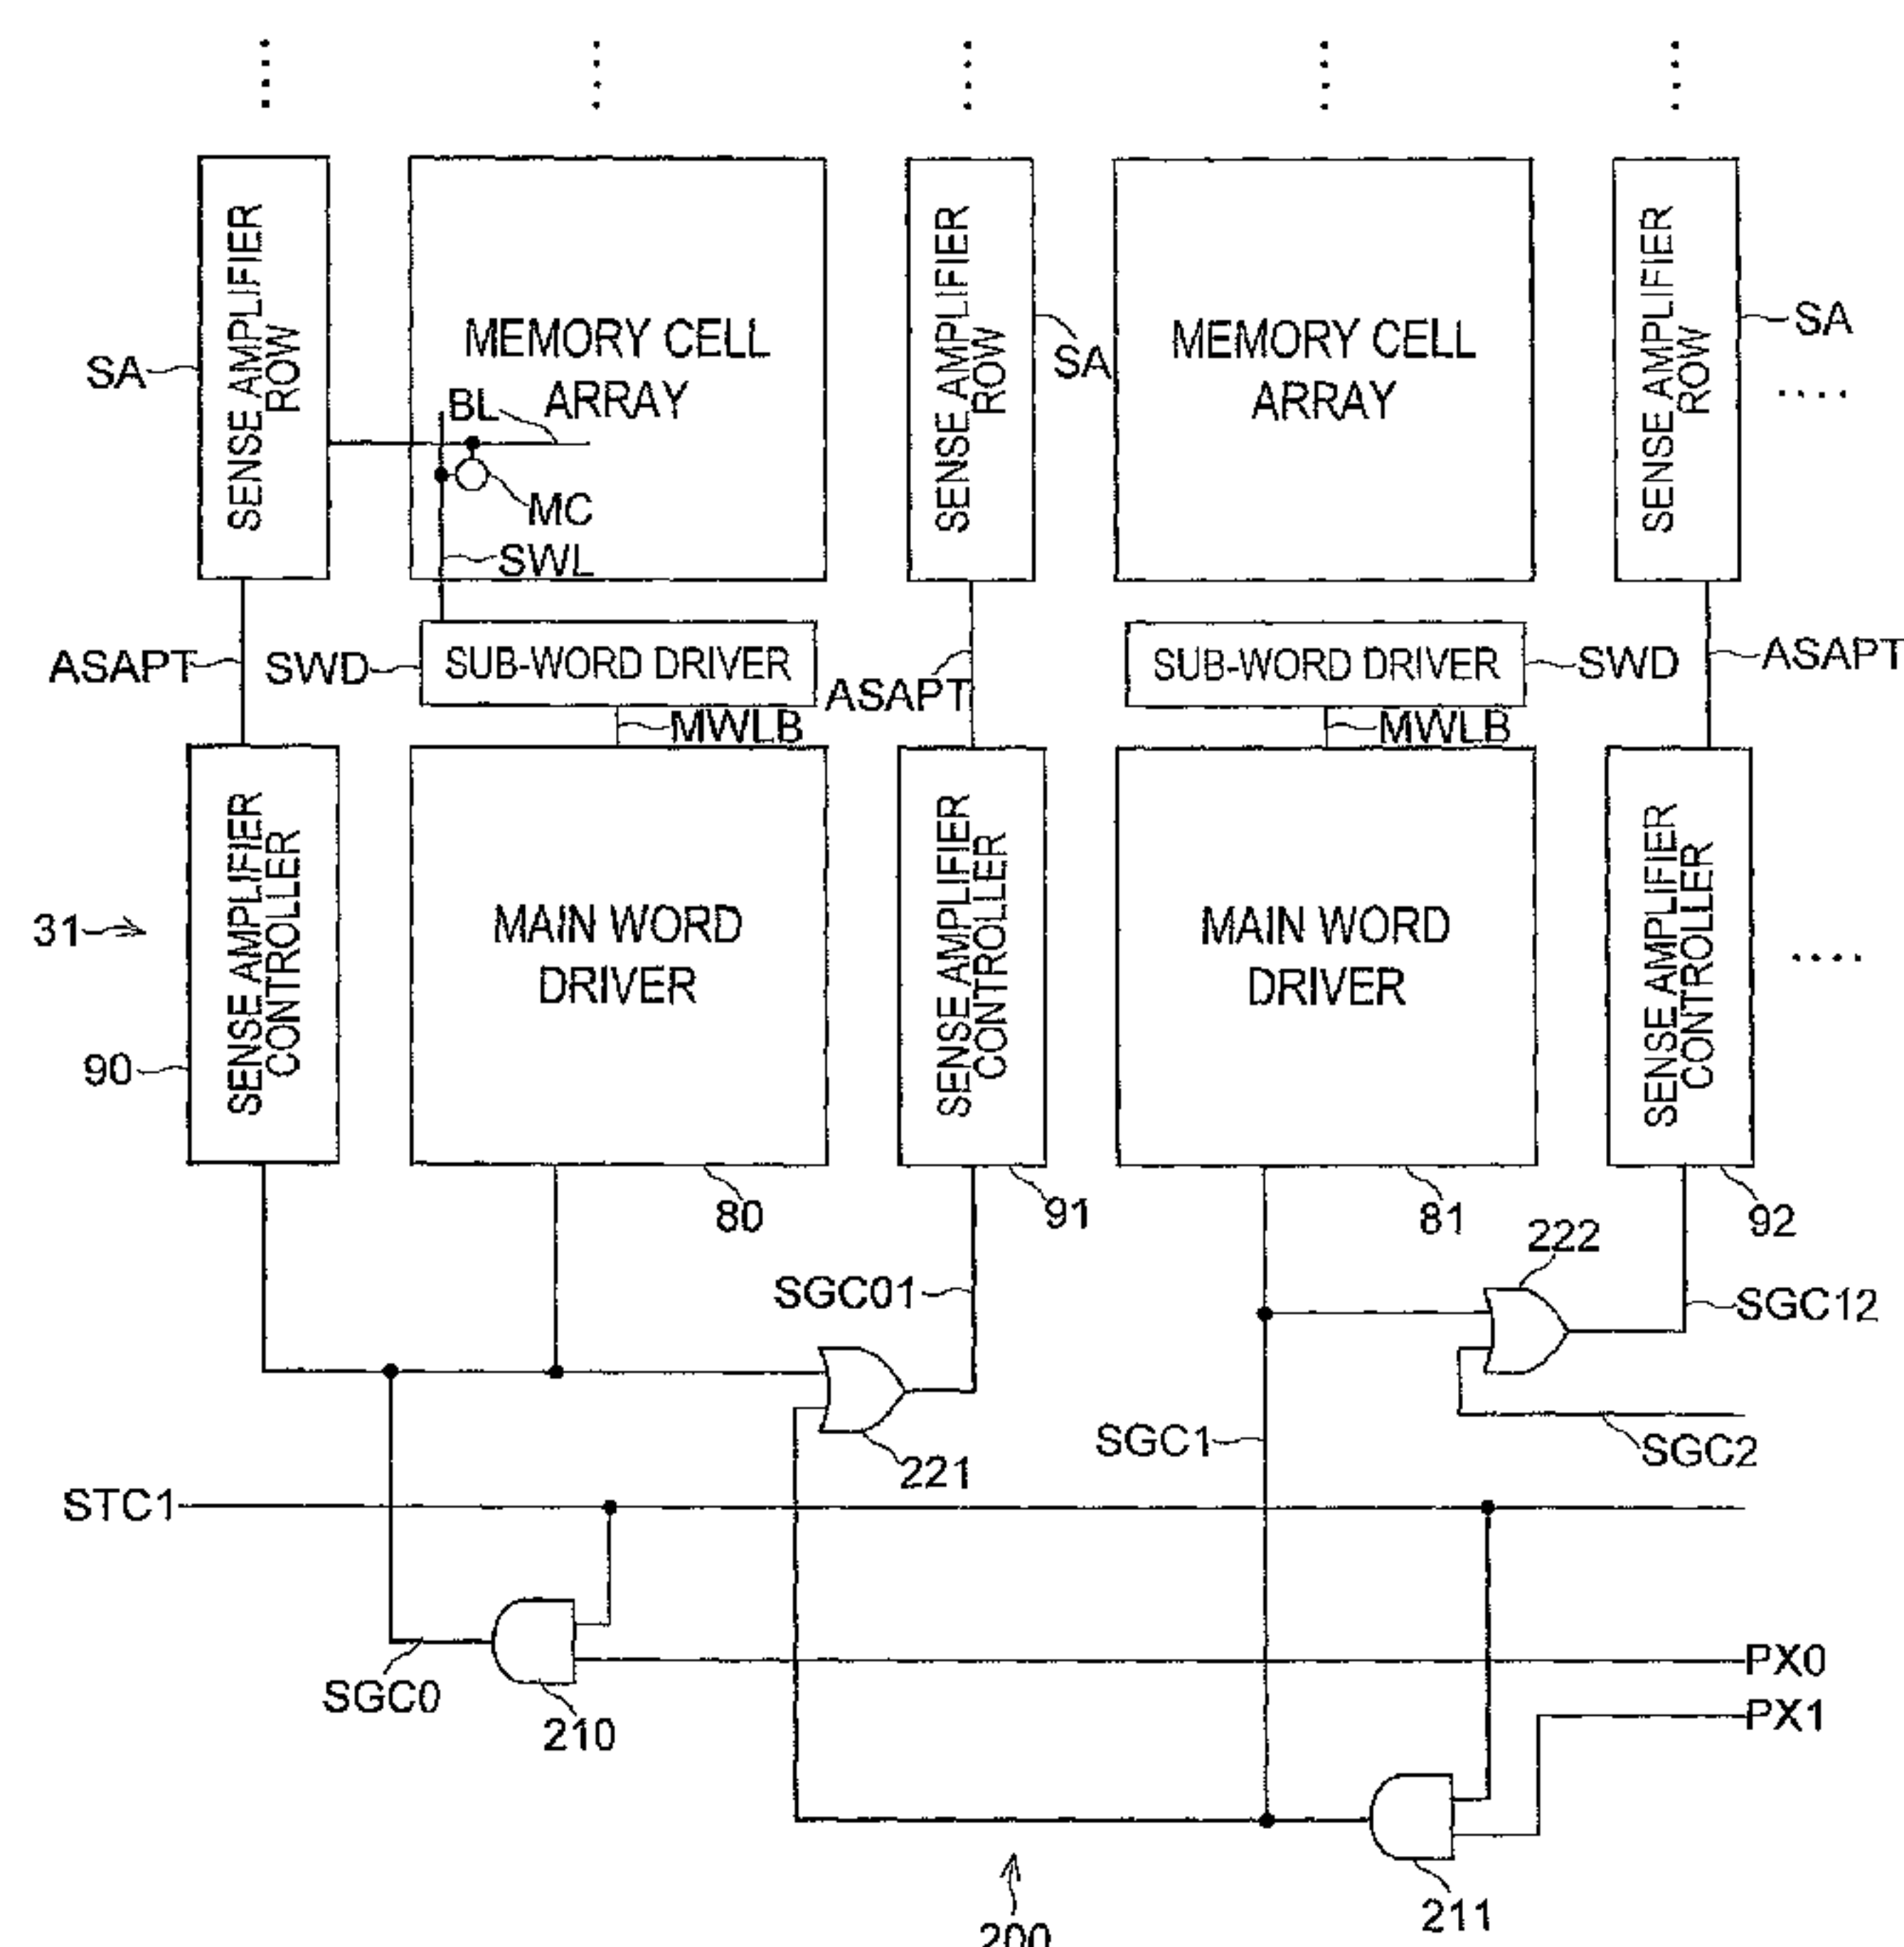 SENSE AMPLIFIER
ROW
MEMORY CELL
ARRAY
SENSE AMPLIFIER
ROW
MEMORY CELL
ARRAY
SENSE AMPLIFIER
ROW
SA
SA
SA
BL
MC
SWL
ASAPT
SWD
SUB-WORD DRIVER
ASAPT
SUB-WORD DRIVER
SWD
ASAPT
MWLB
MWLB
31
SENSE AMPLIFIER
CONTROLLER
MAIN WORD
DRIVER
SENSE AMPLIFIER
CONTROLLER
MAIN WORD
DRIVER
SENSE AMPLIFIER
CONTROLLER
90
80
91
81
92
222
SGC01
SGC12
221
SGC1
SGC2
STC1
SGC0
210
PX0
PX1
211
200